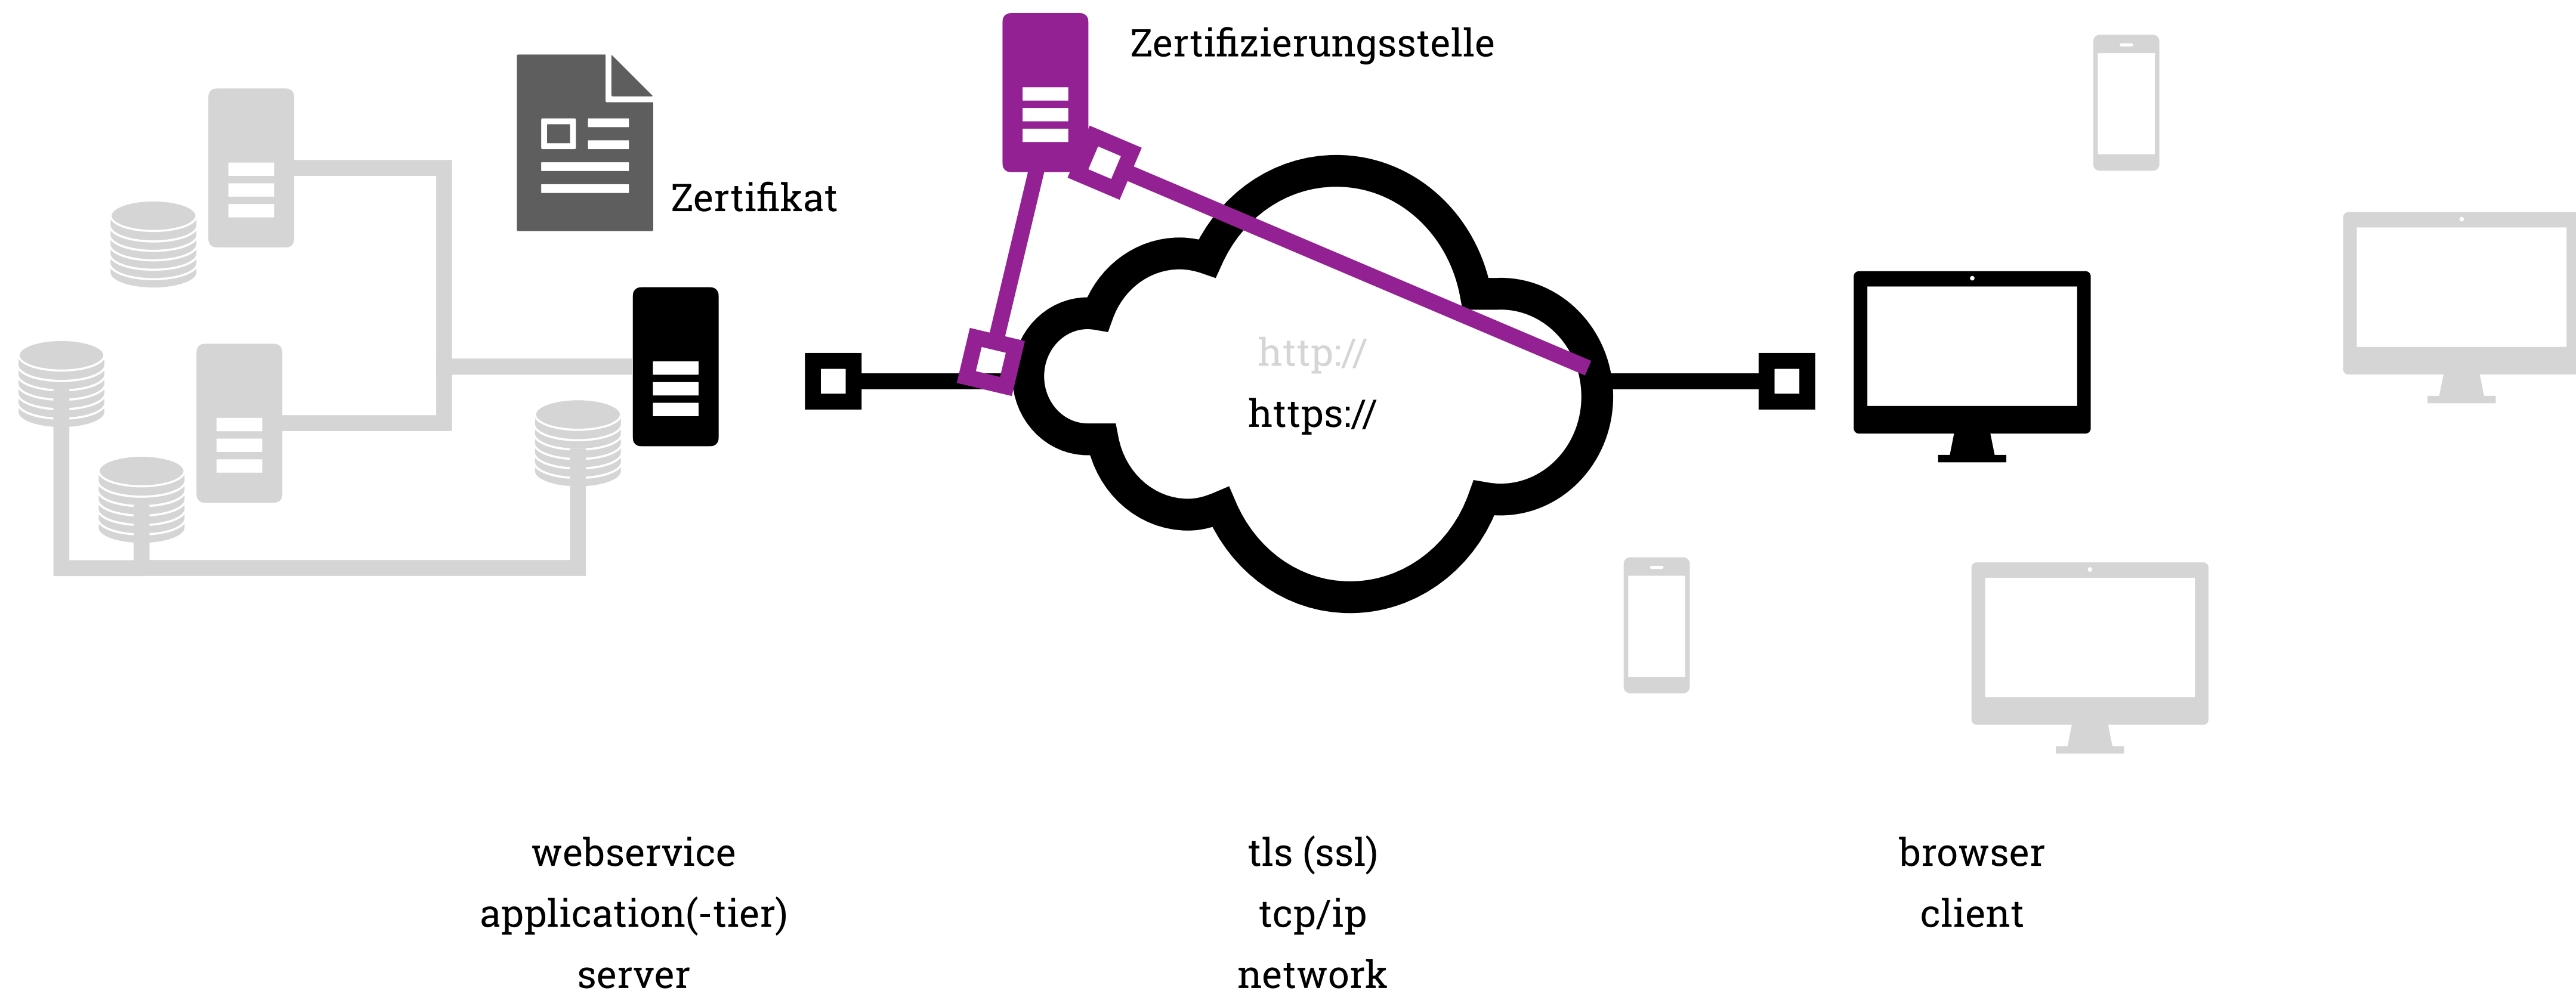 Zertifizierungsstelle
Zertifikat
http://
https://
webservice
application(-tier)
server
tls (ssl)
tcp/ip
network
browser
client